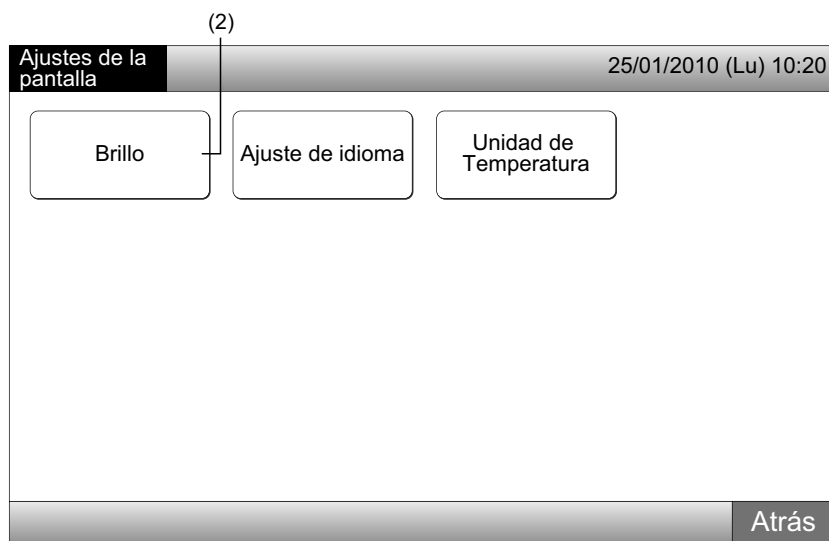 (2)
Ajustes de la
pantalla
25/01/2010 (Lu) 10:20
Brillo
Ajuste de idioma
Unidad de
Temperatura
Atrás